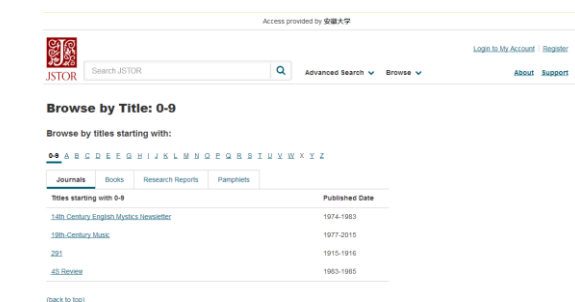 Access provided by 安徽大学
Login to My Account Register
JSTOR Search JSTOR Advanced Search Browse About Support
Browse by Title: 0-9
Browse by titles starting with:
0-9 A B C D E F G H I J K L M N O P Q R S T U V W X Y Z
Journals Books Research Reports Pamphlets
Titles starting with 0-9 Published Date
14th Century English Mystics Newsletter 1974-1983
19th-Century Music 1977-2015
291 1915-1916
4S Review 1983-1985
(back to top)